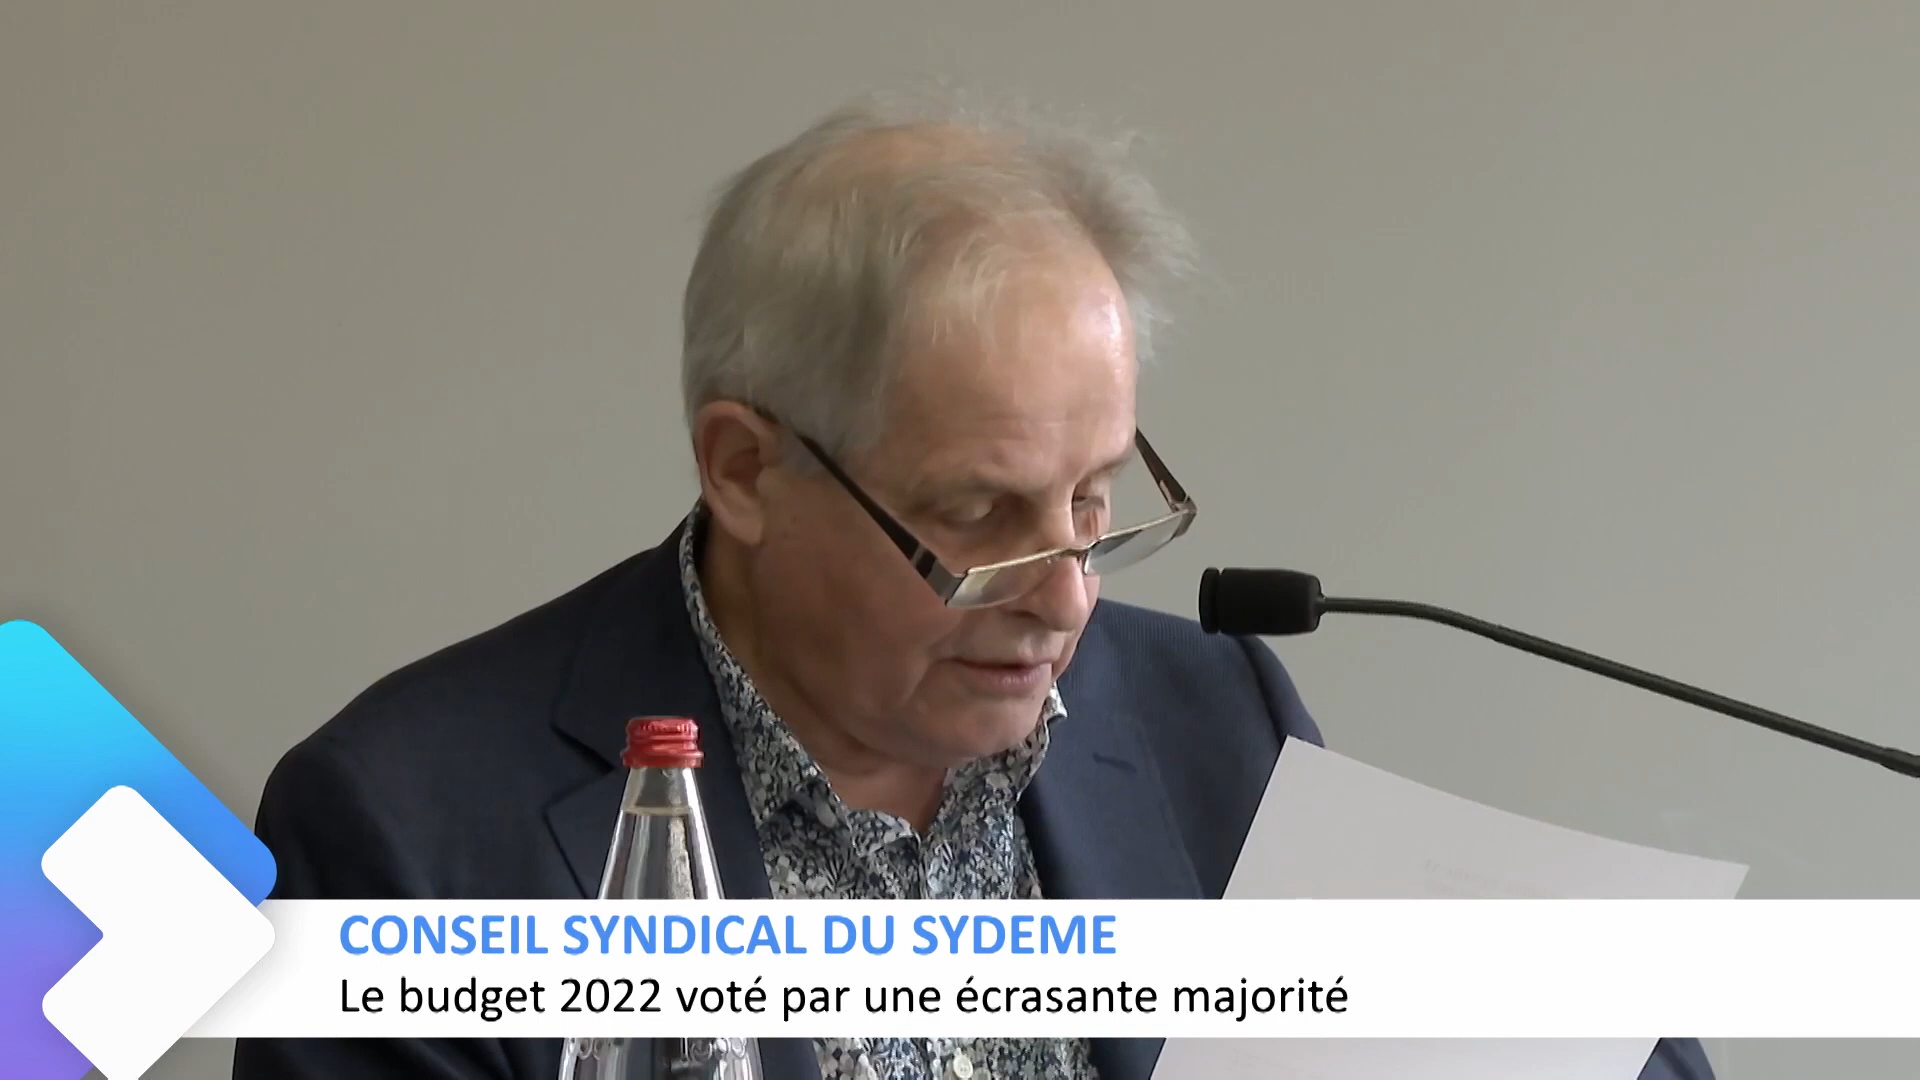 CONSEIL SYNDICAL DU SYDEME
Le budget 2022 voté par une écrasante majorité